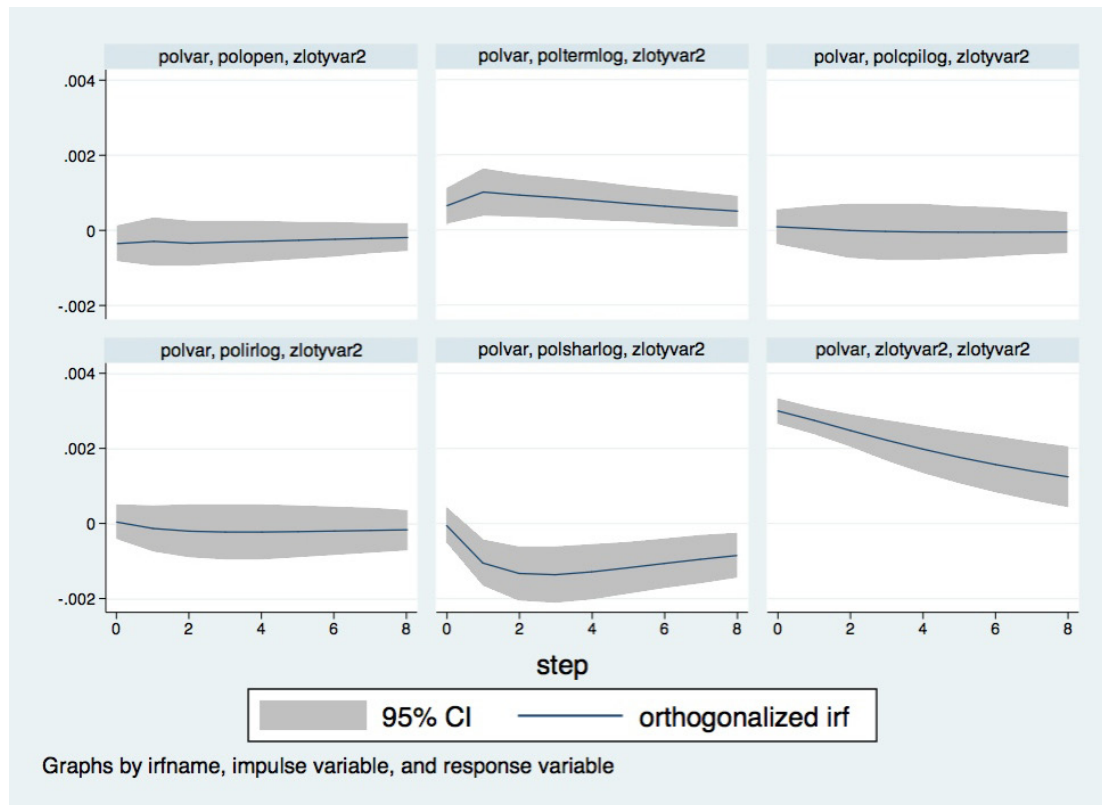 polvar, polopen, zlotyvar2
polvar, poltermlog, zlotyvar2
polvar, polcpilog, zlotyvar2
.004
.002
0
-.002
polvar, polirlog, zlotyvar2
polvar, polsharlog, zlotyvar2
polvar, zlotyvar2, zlotyvar2
.004
.002
0
-.002
0 2 4 6 8
0 2 4 6 8
0 2 4 6 8
step
95% CI
orthogonalized irf
Graphs by irfname, impulse variable, and response variable